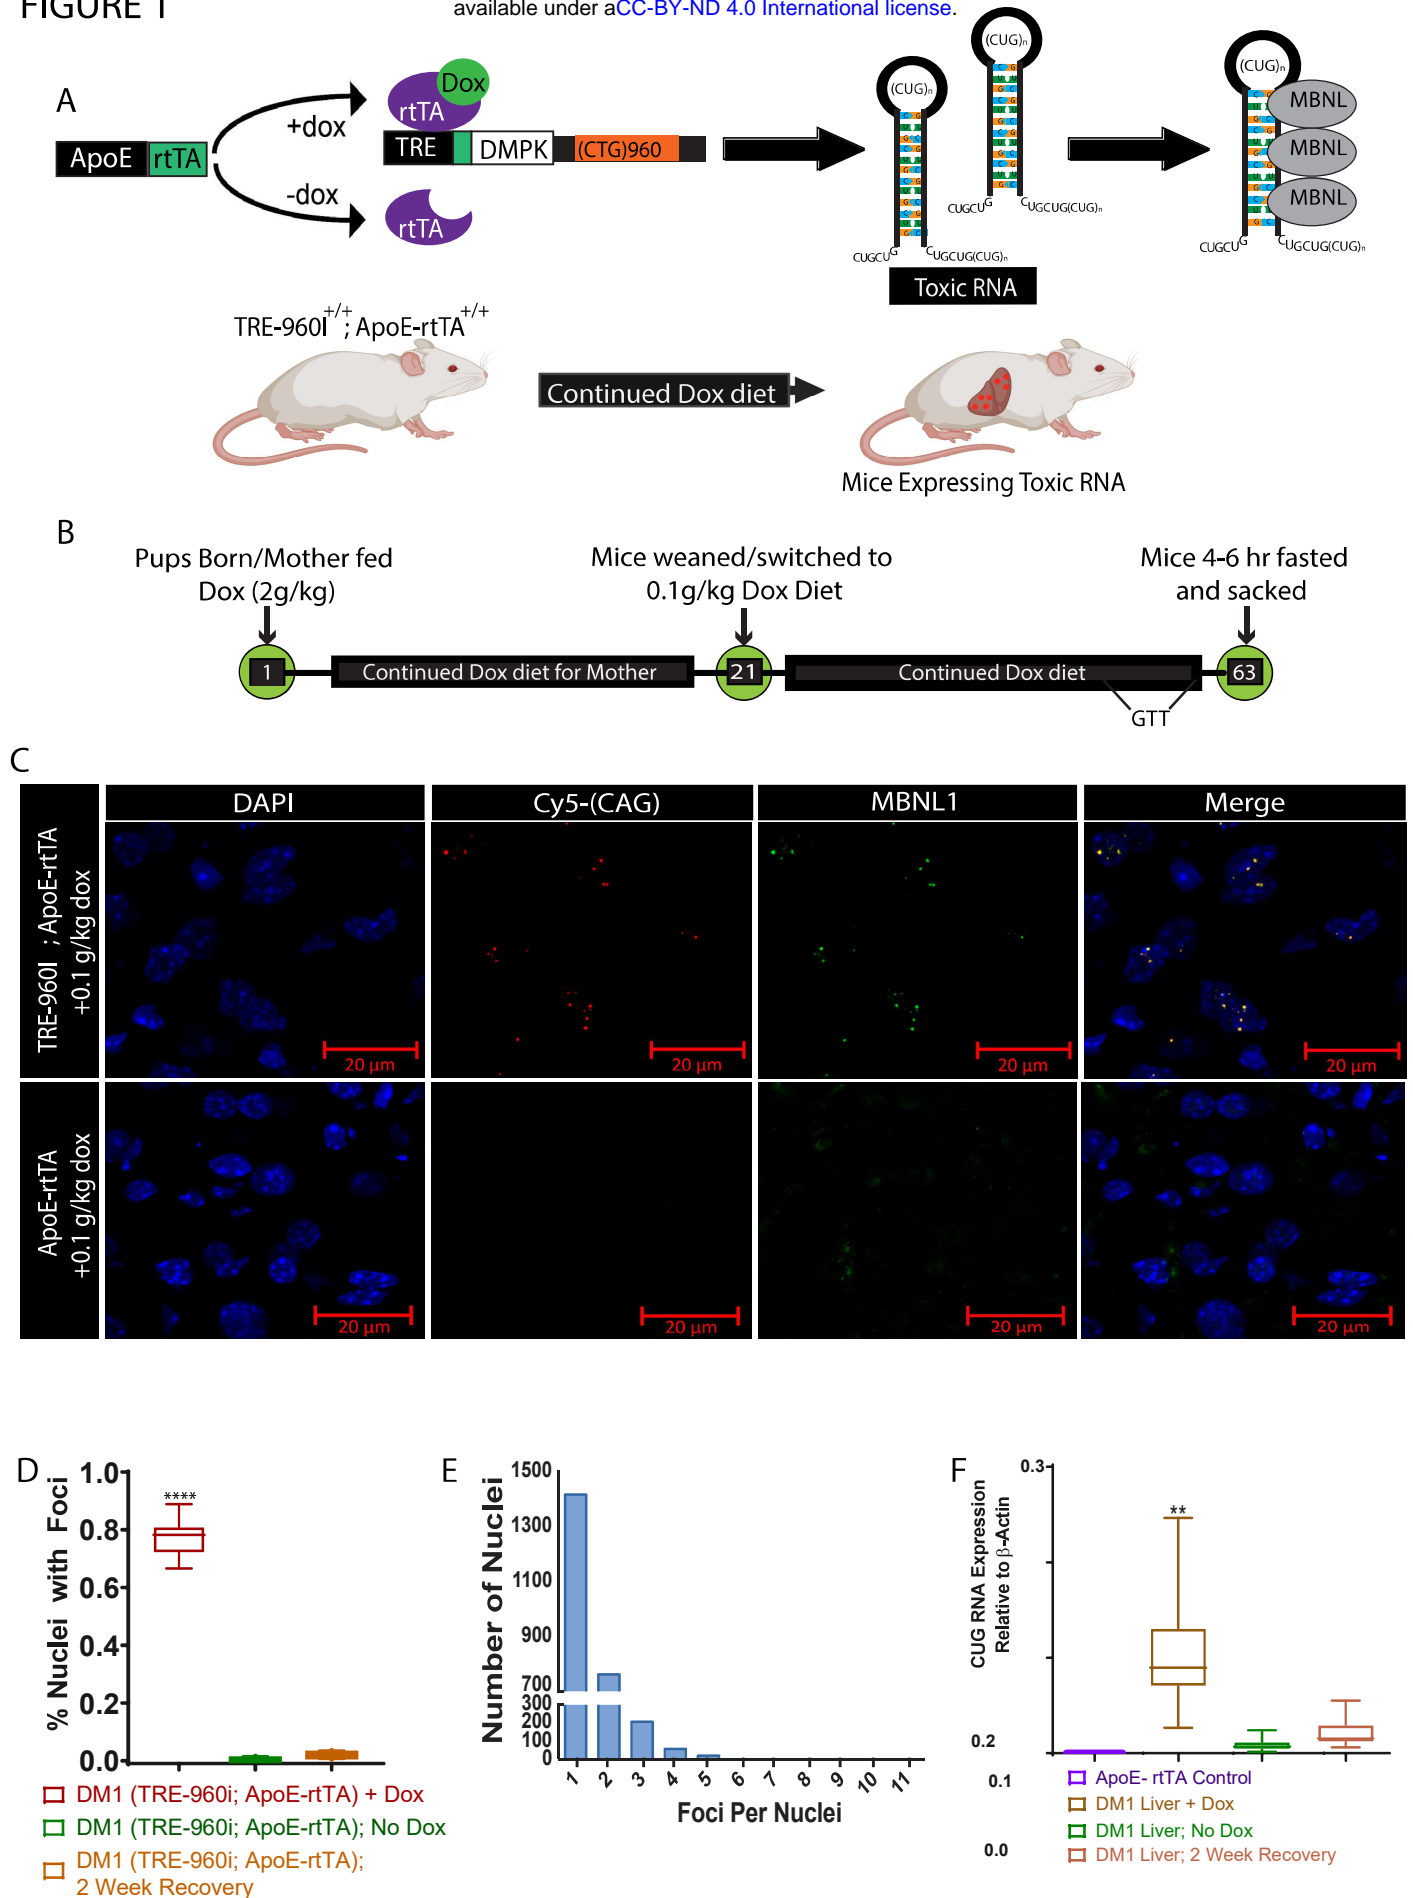 FIGURE 1
available under aCC-BY-ND 4.0 International license.
A
ApoE rtTA
+dox
-dox
Dox
rtTA
TRE DMPK (CTG)960
rtTA
(CUG)n
(CUG)n
(CUG)n
MBNL
MBNL
MBNL
CUGCUG CUGCUG(CUG)n
CUGCUG CUGCUG(CUG)n
CUGCUG CUGCUG(CUG)n
Toxic RNA
TRE-960I+/+; ApoE-rtTA+/+
Continued Dox diet
Mice Expressing Toxic RNA
B
Pups Born/Mother fed
Dox (2g/kg)
Mice weaned/switched to
0.1g/kg Dox Diet
Mice 4-6 hr fasted
and sacked
1
Continued Dox diet for Mother
21
Continued Dox diet
63
GTT
C
DAPI
Cy5-(CAG)
MBNL1
Merge
TRE-960I ; ApoE-rtTA
+0.1 g/kg dox
20 µm
20 µm
20 µm
20 µm
ApoE-rtTA
+0.1 g/kg dox
20 µm
20 µm
20 µm
20 µm
D
% Nuclei with Foci
1.0
0.8
0.6
0.4
0.2
0.0
****
DM1 (TRE-960i; ApoE-rtTA) + Dox
DM1 (TRE-960i; ApoE-rtTA); No Dox
DM1 (TRE-960i; ApoE-rtTA);
2 Week Recovery
E
Number of Nuclei
1500
1300
1100
900
700
300
200
100
0
1 2 3 4 5 6 7 8 9 10 11
Foci Per Nuclei
F
CUG RNA Expression
Relative to β-Actin
0.3
0.2
0.1
0.0
**
ApoE- rtTA Control
DM1 Liver + Dox
DM1 Liver; No Dox
DM1 Liver; 2 Week Recovery